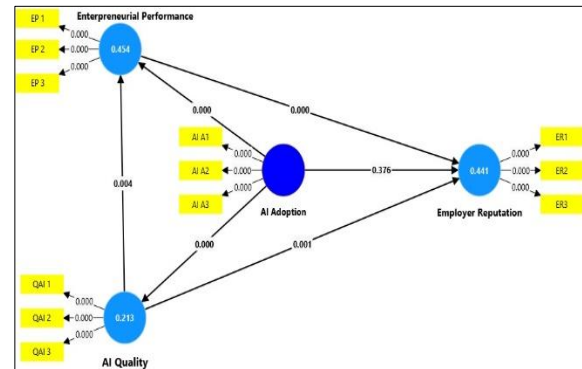 Enterpreneurial Performance
EP 1
0.000
EP 2
0.000
EP 3
0.000
0.454
0.000
0.000
AI A1
0.000
AI A2
0.000
AI A3
0.000
AI Adoption
0.376
0.441
Employer Reputation
0.000
ER1
0.000
ER2
0.000
ER3
0.004
0.000
0.001
QAI 1
0.000
QAI 2
0.000
QAI 3
0.000
0.213
AI Quality